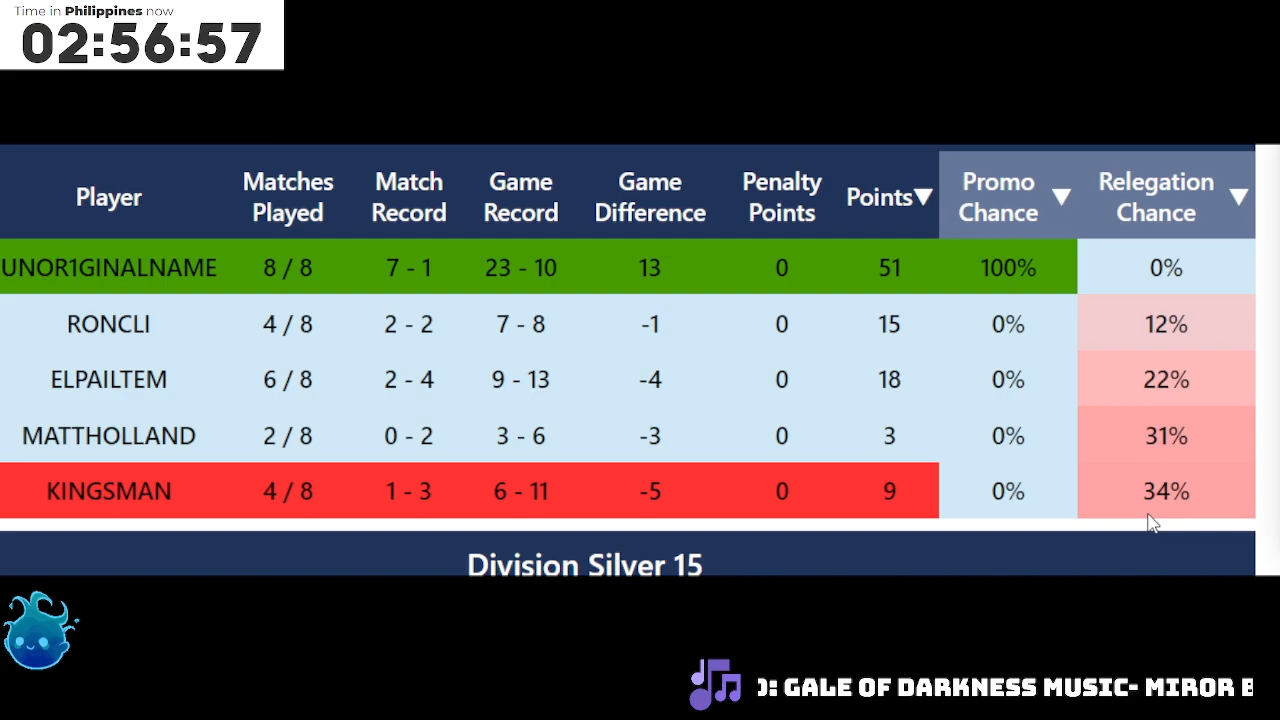 Time in Philippines now
02:56:57
Player Matches Played Match Record Game Record Game Difference Penalty Points Points▼ Promo Chance ▼ Relegation Chance ▼
UNOR1GINALNAME 8 / 8 7 - 1 23 - 10 13 0 51 100% 0%
RONCLI 4 / 8 2 - 2 7 - 8 -1 0 15 0% 12%
ELPAILTEM 6 / 8 2 - 4 9 - 13 -4 0 18 0% 22%
MATTHOLLAND 2 / 8 0 - 2 3 - 6 -3 0 3 0% 31%
KINGSMAN 4 / 8 1 - 3 6 - 11 -5 0 9 0% 34%
Division Silver 15
: GALE OF DARKNESS MUSIC- MIROR